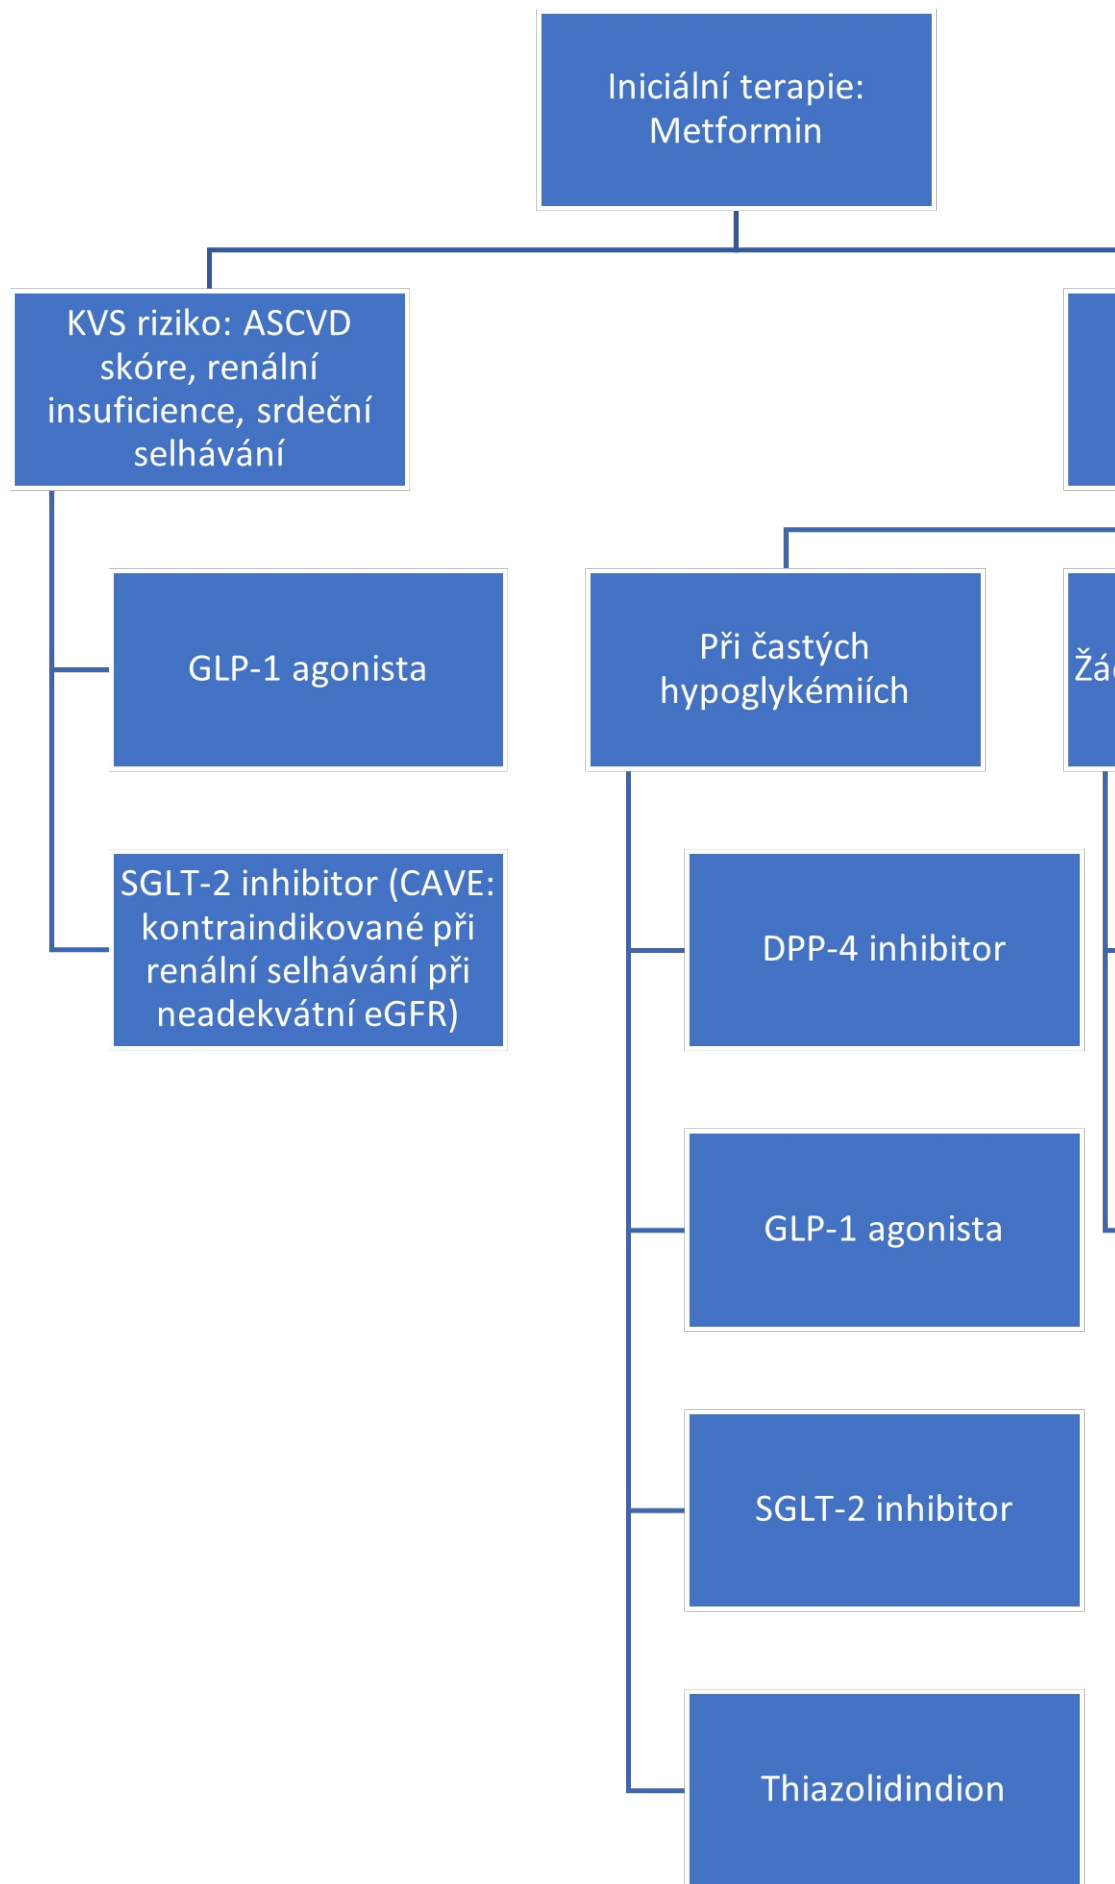 Iniciální terapie:
Metformin
KVS riziko: ASCVD
skóre, renální
insuficience, srdeční
selhávání
GLP-1 agonista
SGLT-2 inhibitor (CAVE:
kontraindikované při
renální selhávání při
neadekvátní eGFR)
Při častých
hypoglykémiích
DPP-4 inhibitor
GLP-1 agonista
SGLT-2 inhibitor
Thiazolidindion